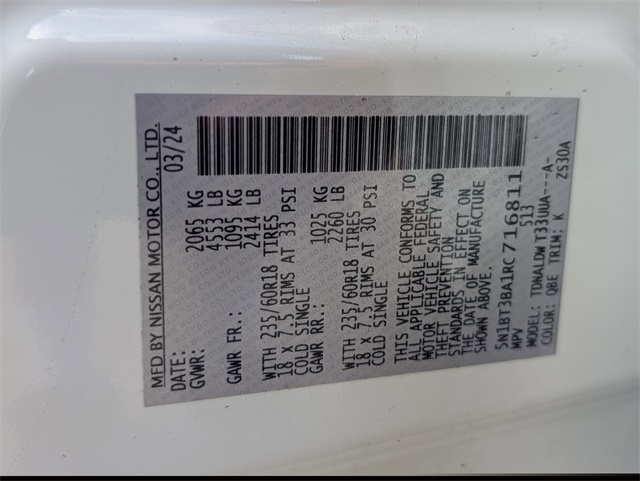 MFD BY NISSAN MOTOR CO., LTD.
DATE: 03/24
GVWR: 2065 KG
4553 LB
GAWR FR.: 1095 KG
2414 LB
WITH 235/60R18 TIRES
18 X 7.5 RIMS AT 33 PSI
COLD SINGLE
GAWR RR.: 1025 KG
2260 LB
WITH 235/60R18 TIRES
18 X 7.5 RIMS AT 30 PSI
COLD SINGLE
THIS VEHICLE CONFORMS TO
ALL APPLICABLE FEDERAL
MOTOR VEHICLE SAFETY AND
THEFT PREVENTION
STANDARDS IN EFFECT ON
THE DATE OF MANUFACTURE
SHOWN ABOVE.
5N1BT3BA1RC716811
MPV 513
MODEL: TDNALDWT33UUA---A-
COLOR: QBE TRIM: K ZS30A